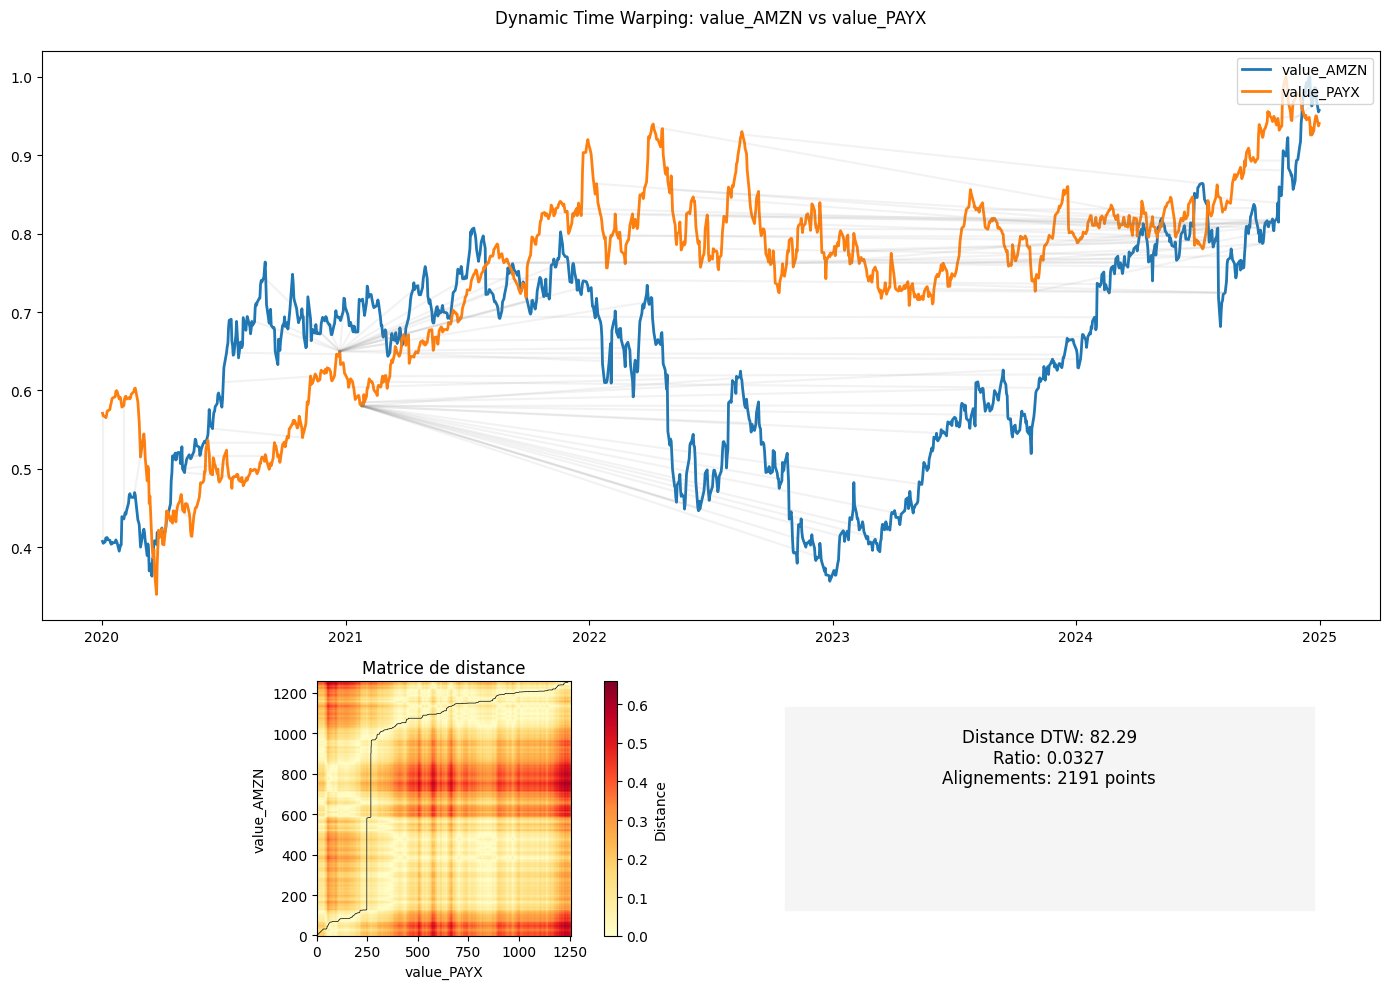 Dynamic Time Warping: value_AMZN vs value_PAYX
1.0
0.9
0.8
0.7
0.6
0.5
0.4
value_AMZN
value_PAYX
2020 2021 2022 2023 2024 2025
Matrice de distance
value_AMZN
1200
1000
800
600
400
200
0
0 250 500 750 1000 1250
value_PAYX
0.6
0.5
0.4
0.3
0.2
0.1
0.0
Distance
Distance DTW: 82.29
Ratio: 0.0327
Alignements: 2191 points